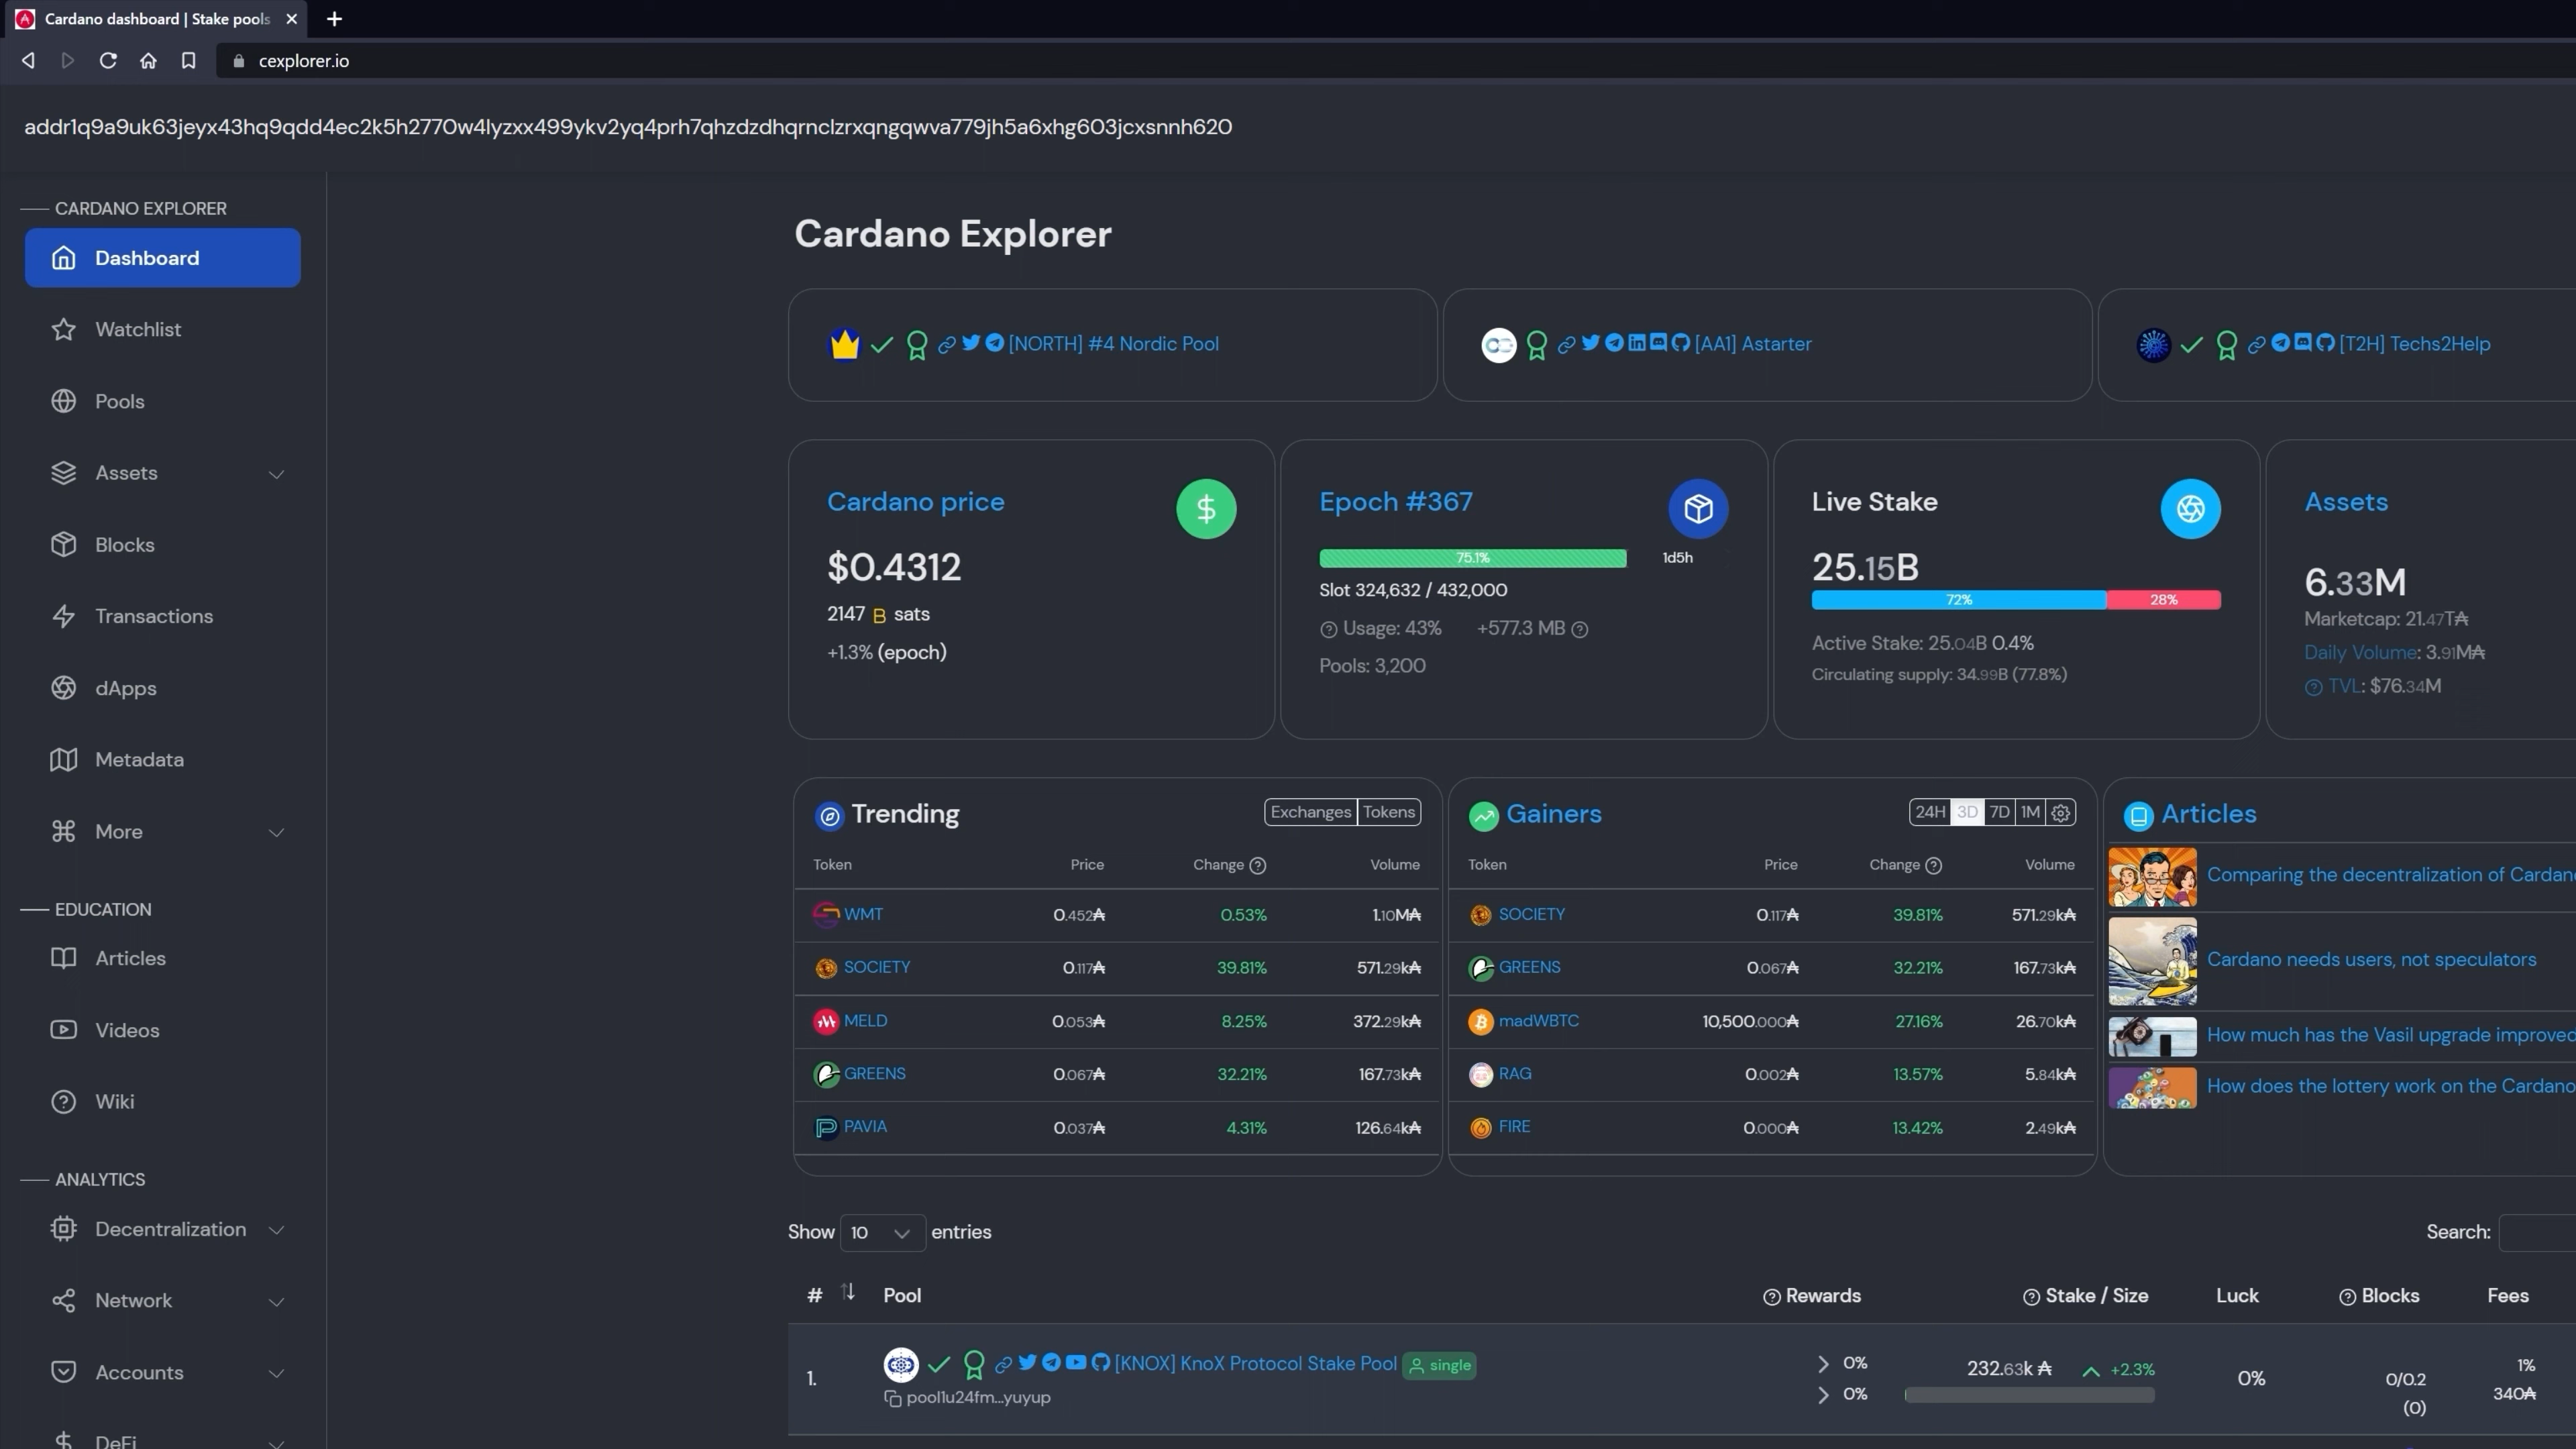 Cardano dashboard | Stake pools
cexplorer.io
addr1q9a9uk63jeyx43hq9qdd4ec2k5h2770w4lyzxx499ykv2yq4prh7qhzdzdhqrnclzrxqngqwva779jh5a6xhg603jcxsnnh620
CARDANO EXPLORER
Dashboard
Watchlist
Pools
Assets
Blocks
Transactions
dApps
Metadata
More
EDUCATION
Articles
Videos
Wiki
ANALYTICS
Decentralization
Network
Accounts
DeFi
Cardano Explorer
[NORTH] #4 Nordic Pool
[AA1] Astarter
[T2H] Techs2Help
Cardano price
$0.4312
2147 B sats
+1.3% (epoch)
Epoch #367
75.1% 1d5h
Slot 324,632 / 432,000
Usage: 43% +577.3 MB
Pools: 3,200
Live Stake
25.15B
72% 28%
Active Stake: 25.04B 0.4%
Circulating supply: 34.99B (77.8%)
Assets
6.33M
Marketcap: 21.47T₳
Daily Volume: 3.91M₳
TVL: $76.34M
Trending Exchanges Tokens
Token Price Change Volume
WMT 0.452₳ 0.53% 1.10M₳
SOCIETY 0.117₳ 39.81% 571.29k₳
MELD 0.053₳ 8.25% 372.29k₳
GREENS 0.067₳ 32.21% 167.73k₳
PAVIA 0.037₳ 4.31% 126.64k₳
Gainers 24H 3D 7D 1M
Token Price Change Volume
SOCIETY 0.117₳ 39.81% 571.29k₳
GREENS 0.067₳ 32.21% 167.73k₳
madWBTC 10,500.000₳ 27.16% 26.70k₳
RAG 0.002₳ 13.57% 5.84k₳
FIRE 0.000₳ 13.42% 2.49k₳
Articles
Comparing the decentralization of Cardano
Cardano needs users, not speculators
How much has the Vasil upgrade improved
How does the lottery work on the Cardano
Show 10 entries
Search:
# Pool Rewards Stake / Size Luck Blocks Fees
1. [KNOX] KnoX Protocol Stake Pool single
pool1u24fm...yuyup
0%
0%
232.63k ₳ +2.3%
0%
0/0.2
(0)
1%
340₳